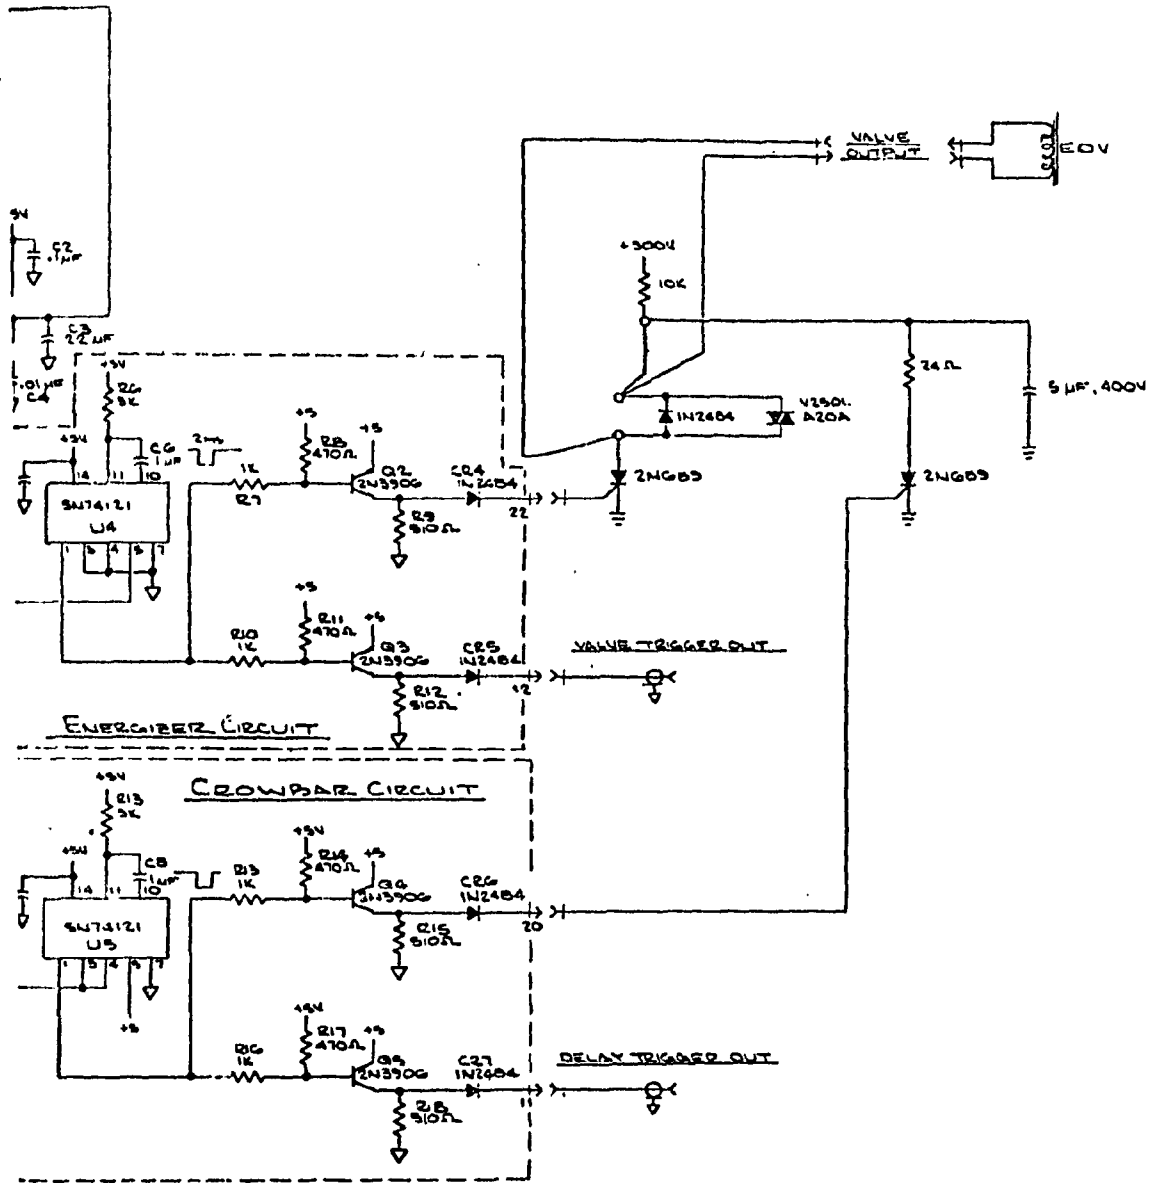 VALVE
OUTPUT
EOV
5V
C2
.1μF
+300V
10K
C3
22μF
+5V
.01μF
C4
R6
3K
24Ω
5μF, 400V
1N2484
V250L
A20A
+5V
C6
1μF
2ms
+5
R8
470Ω
+5
14
11
10
1K
R7
Q2
2N3906
CR4
1N2484
2N689
2N689
SN74121
U4
R9
510Ω
22
1
3
4
5
7
+5
R11
470Ω
+5
R10
1K
Q3
2N3906
CR5
1N2484
VALVE TRIGGER OUT
R12
510Ω
12
ENERGIZER CIRCUIT
+5V
CROWBAR CIRCUIT
R13
3K
+5V
+5V
R14
470Ω
+5
C8
1μF
R13
1K
14
11
10
Q4
2N3906
CR6
1N2484
SN74121
U5
R15
510Ω
20
1
3
4
5
7
+5
+5V
R17
470Ω
+5
R16
1K
Q5
2N3906
CR7
1N2484
DELAY TRIGGER OUT
R18
510Ω
11